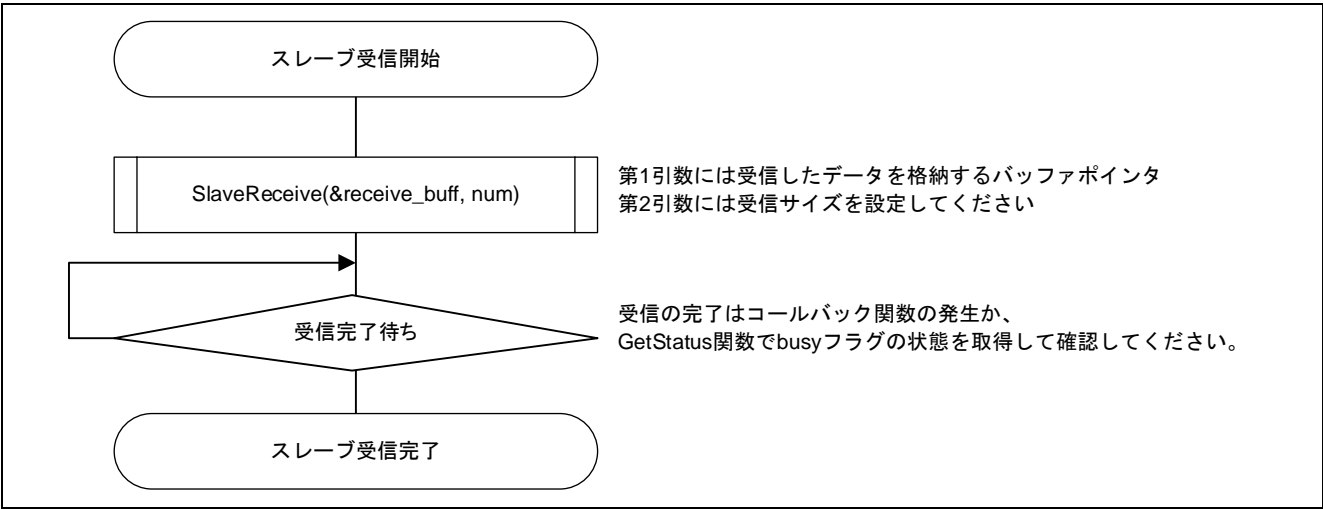 スレーブ受信開始
SlaveReceive(&receive_buff, num)
第1引数には受信したデータを格納するバッファポインタ
第2引数には受信サイズを設定してください
受信完了待ち
受信の完了はコールバック関数の発生か、
GetStatus関数でbusyフラグの状態を取得して確認してください。
スレーブ受信完了